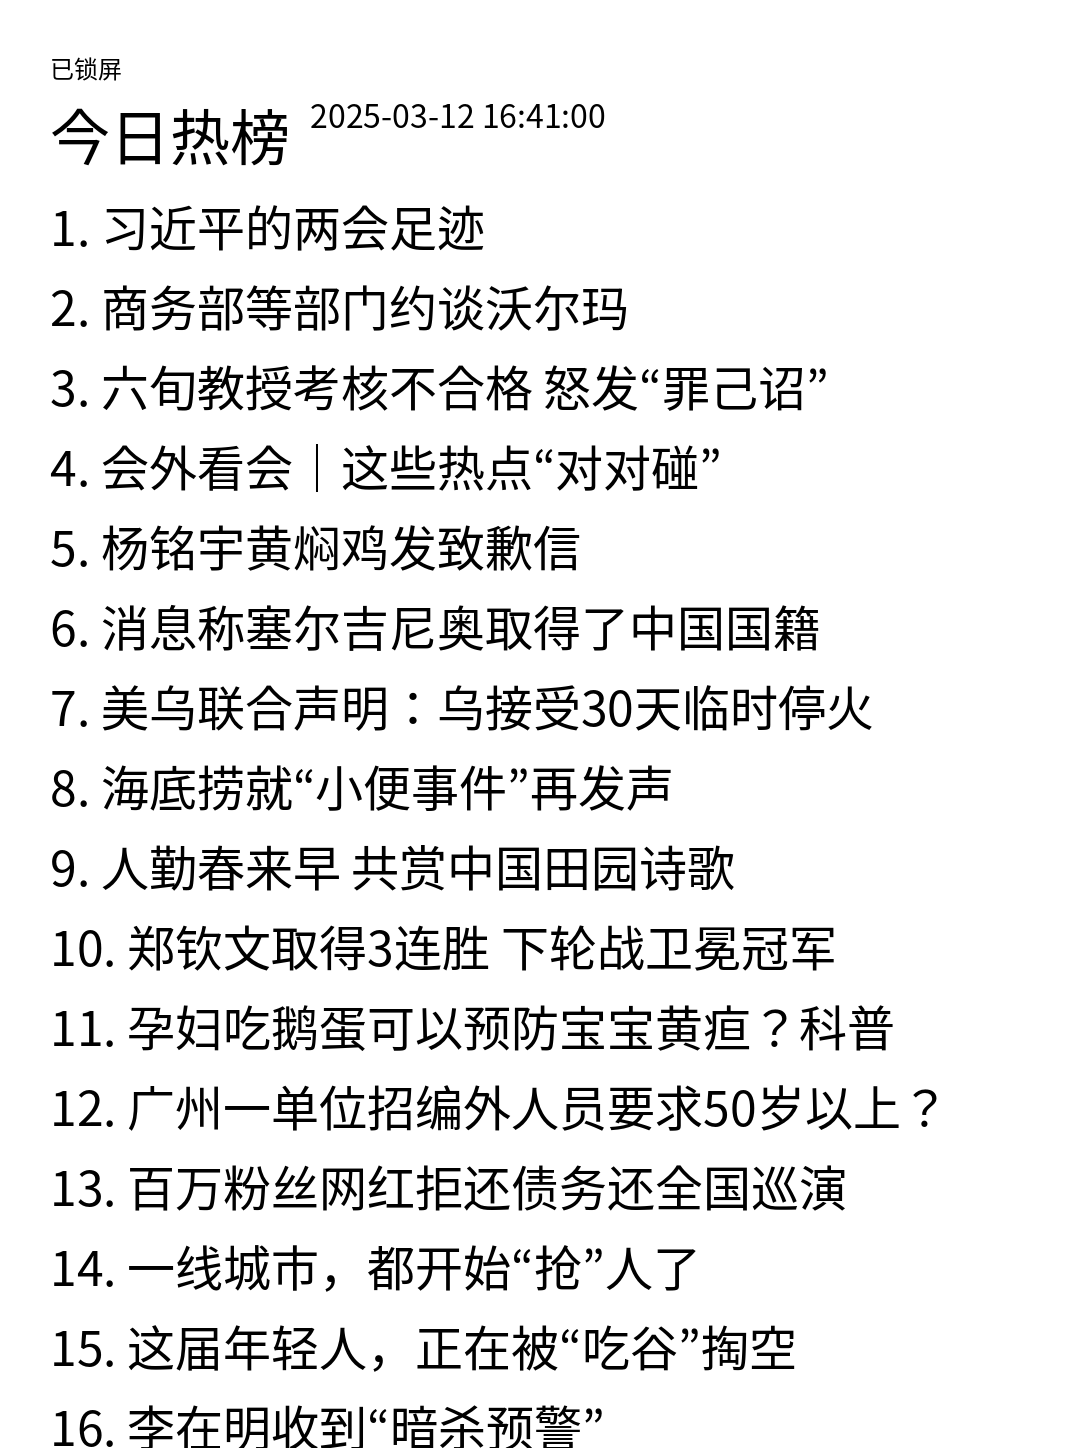 已锁屏
今日热榜 2025-03-12 16:41:00
1. 习近平的两会足迹
2. 商务部等部门约谈沃尔玛
3. 六旬教授考核不合格 怒发“罪己诏”
4. 会外看会｜这些热点“对对碰”
5. 杨铭宇黄焖鸡发致歉信
6. 消息称塞尔吉尼奥取得了中国国籍
7. 美乌联合声明：乌接受30天临时停火
8. 海底捞就“小便事件”再发声
9. 人勤春来早 共赏中国田园诗歌
10. 郑钦文取得3连胜 下轮战卫冕冠军
11. 孕妇吃鹅蛋可以预防宝宝黄疸？科普
12. 广州一单位招编外人员要求50岁以上？
13. 百万粉丝网红拒还债务还全国巡演
14. 一线城市，都开始“抢”人了
15. 这届年轻人，正在被“吃谷”掏空
16. 李在明收到“暗杀预警”